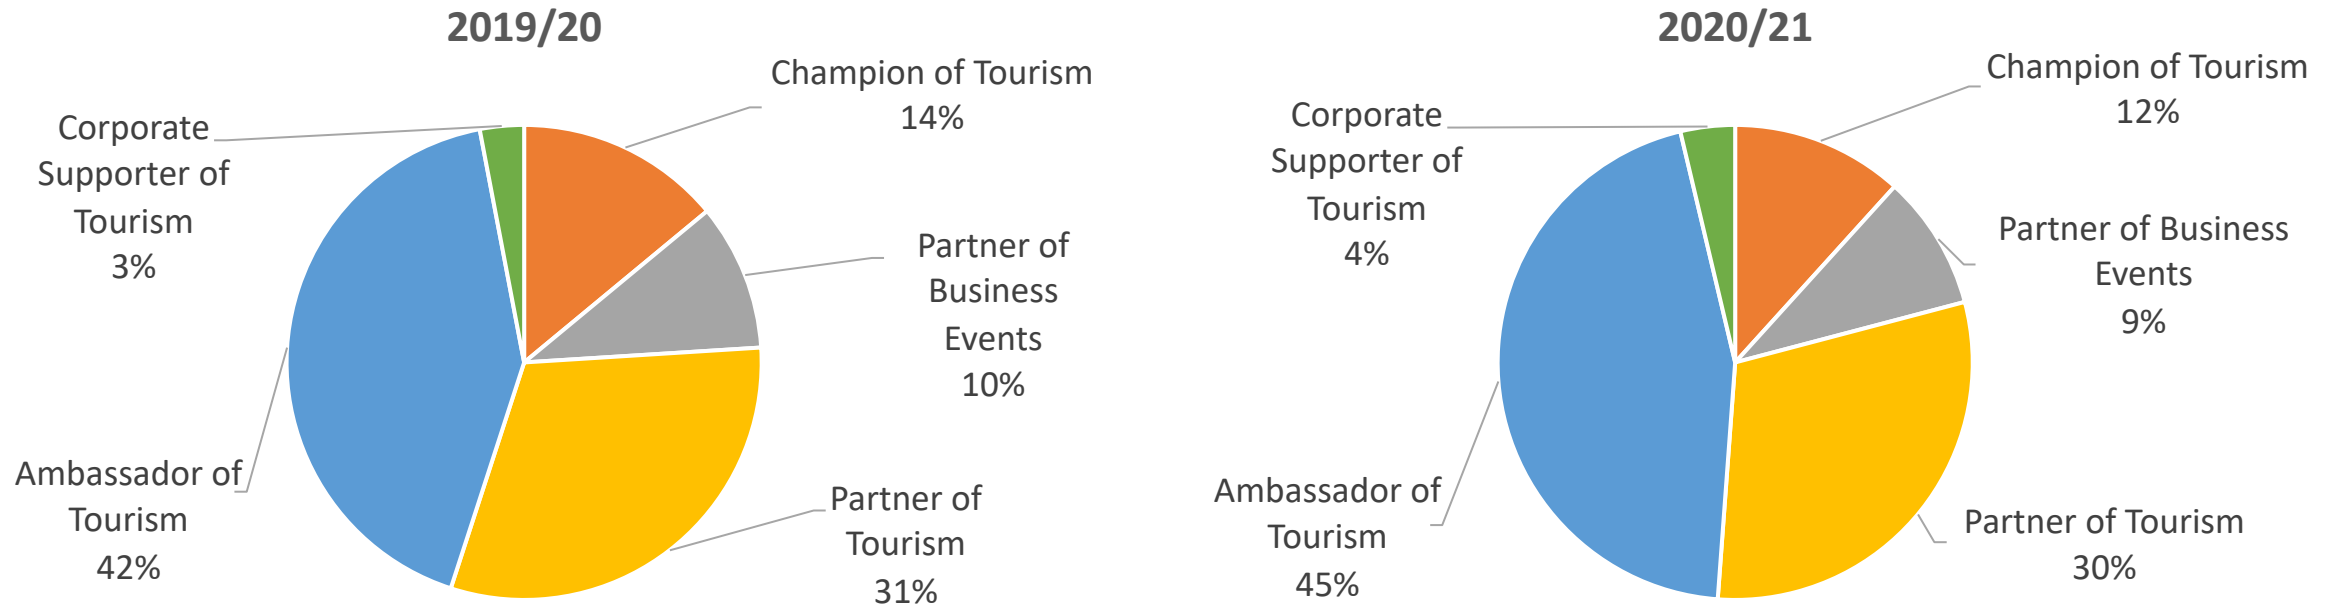 2019/20
Champion of Tourism
14%
Corporate
Supporter of
Tourism
3%
Partner of
Business
Events
10%
Ambassador of
Tourism
42%
Partner of
Tourism
31%
2020/21
Champion of Tourism
12%
Corporate
Supporter of
Tourism
4%
Partner of Business
Events
9%
Ambassador of
Tourism
45%
Partner of Tourism
30%